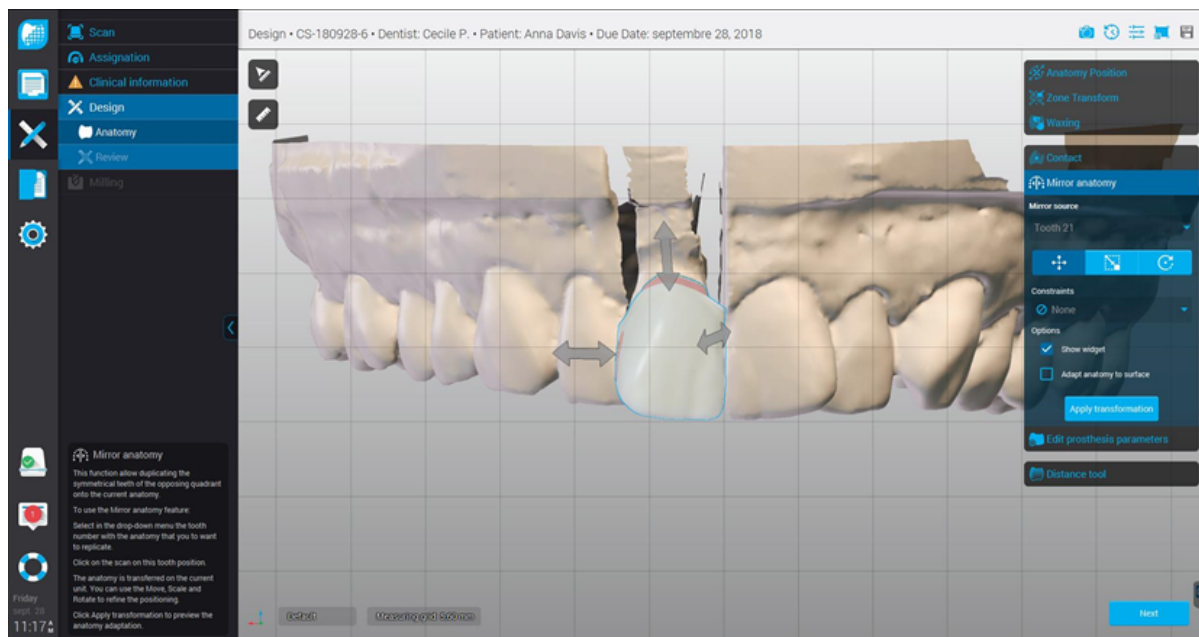 Scan
Assignation
Clinical information
Design
Anatomy
Review
Milling
Mirror anatomy
This function allow duplicating the
symmetrical teeth of the opposing quadrant
onto the current anatomy.
To use the Mirror anatomy feature:
Select in the drop-down menu the tooth
number with the anatomy that you to want
to replicate.
Click on the scan on this tooth position.
The anatomy is transferred on the current
unit. You can use the Move, Scale and
Rotate to refine the positioning.
Click Apply transformation to preview the
anatomy adaptation.
1
Friday
sept. 28
11:17
Design • CS-180928-6 • Dentist: Cecile P. • Patient: Anna Davis • Due Date: septembre 28, 2018
Anatomy Position
Zone Transform
Waxing
Contact
Mirror anatomy
Mirror source
Tooth 21
Constraints
None
Options
Show widget
Adapt anatomy to surface
Apply transformation
Edit prosthesis parameters
Distance tool
Default
Measuring grid: 5.60 mm
Next